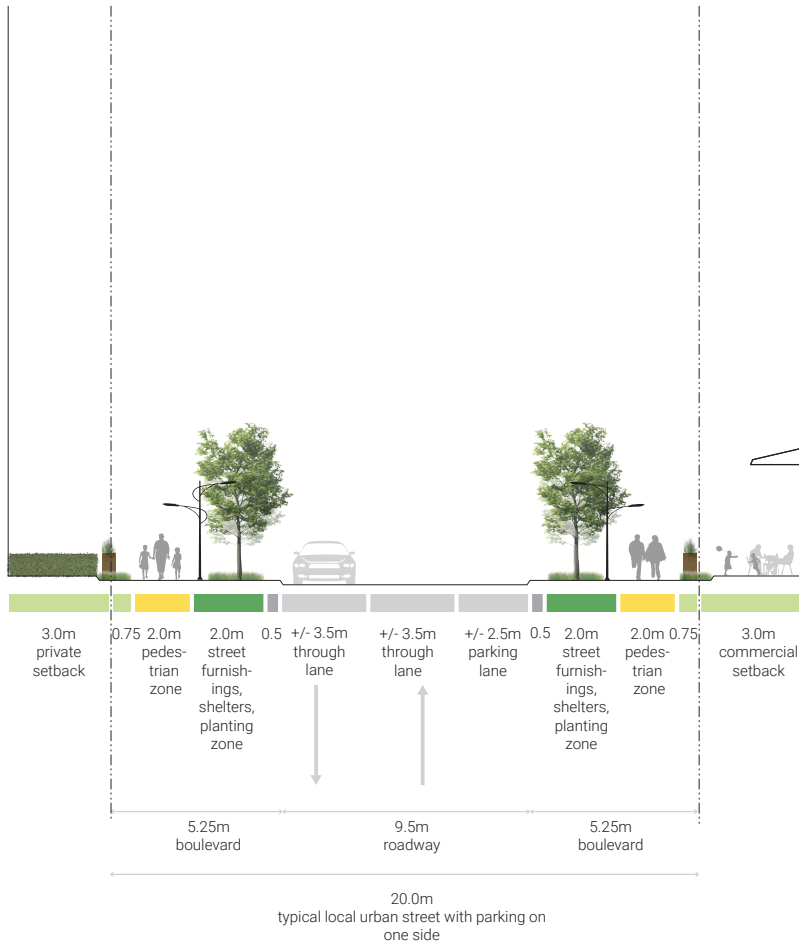 3.0m
private
setback
0.75
2.0m
pedes-
trian
zone
2.0m
street
furnish-
ings,
shelters,
planting
zone
0.5
+/- 3.5m
through
lane
+/- 3.5m
through
lane
+/- 2.5m
parking
lane
0.5
2.0m
street
furnish-
ings,
shelters,
planting
zone
2.0m
pedes-
trian
zone
0.75
3.0m
commercial
setback
5.25m
boulevard
9.5m
roadway
5.25m
boulevard
20.0m
typical local urban street with parking on
one side